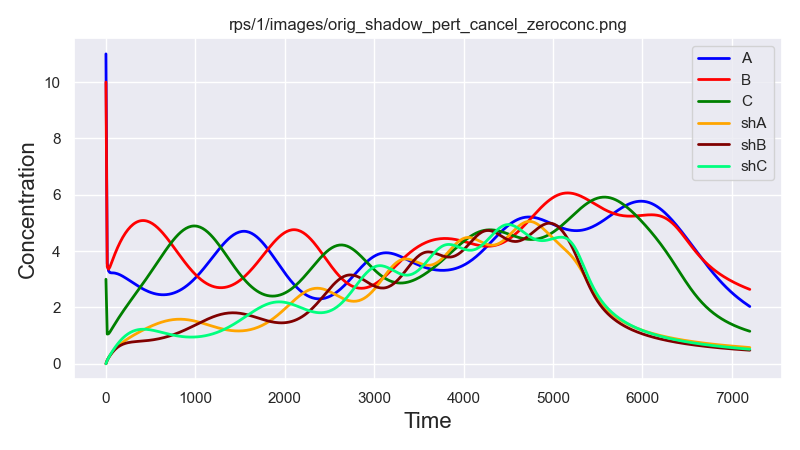 rps/1/images/orig_shadow_pert_cancel_zeroconc.png
Concentration
10
8
6
4
2
0
A
B
C
shA
shB
shC
0 1000 2000 3000 4000 5000 6000 7000
Time